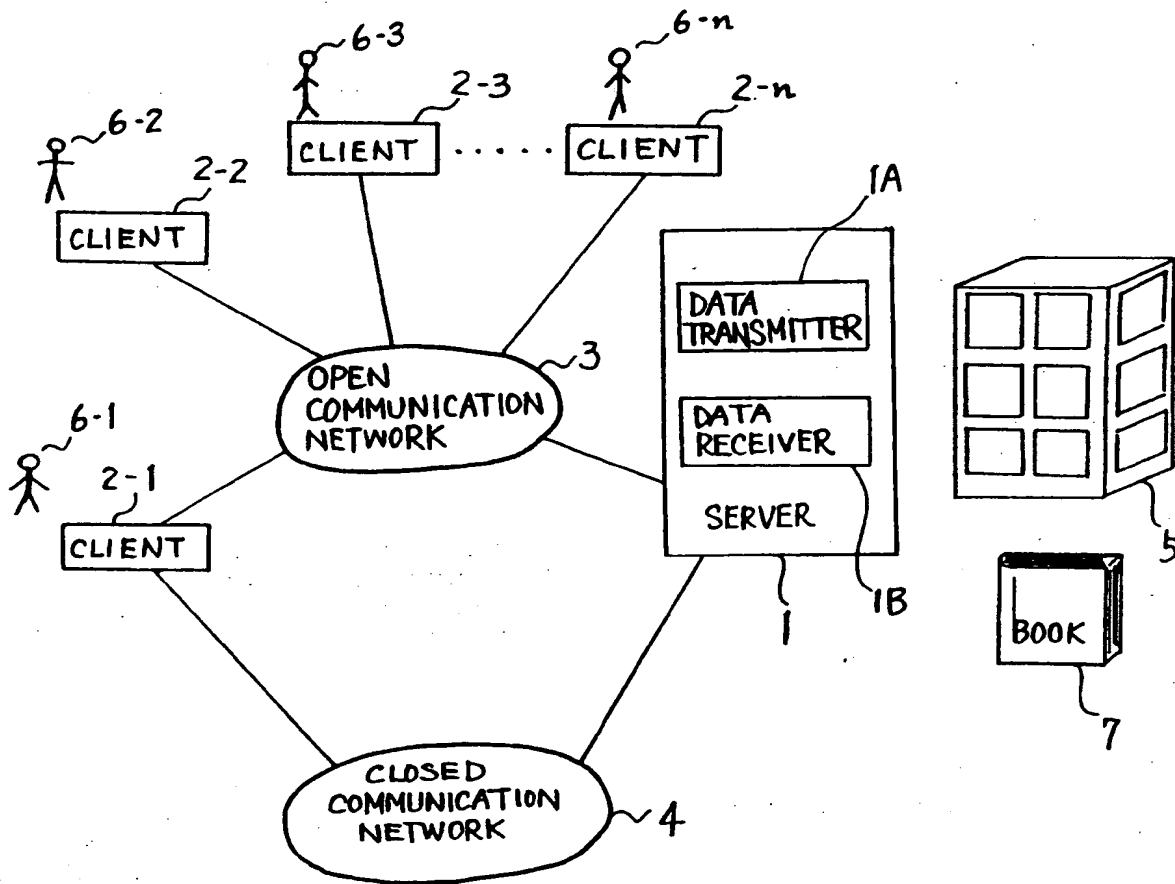 6-3
6-n
2-3
2-n
6-2
CLIENT
. . . . .
CLIENT
2-2
1A
CLIENT
DATA
TRANSMITTER
3
OPEN
COMMUNICATION
NETWORK
6-1
DATA
RECEIVER
2-1
SERVER
CLIENT
5
1
1B
BOOK
7
CLOSED
COMMUNICATION
NETWORK
4